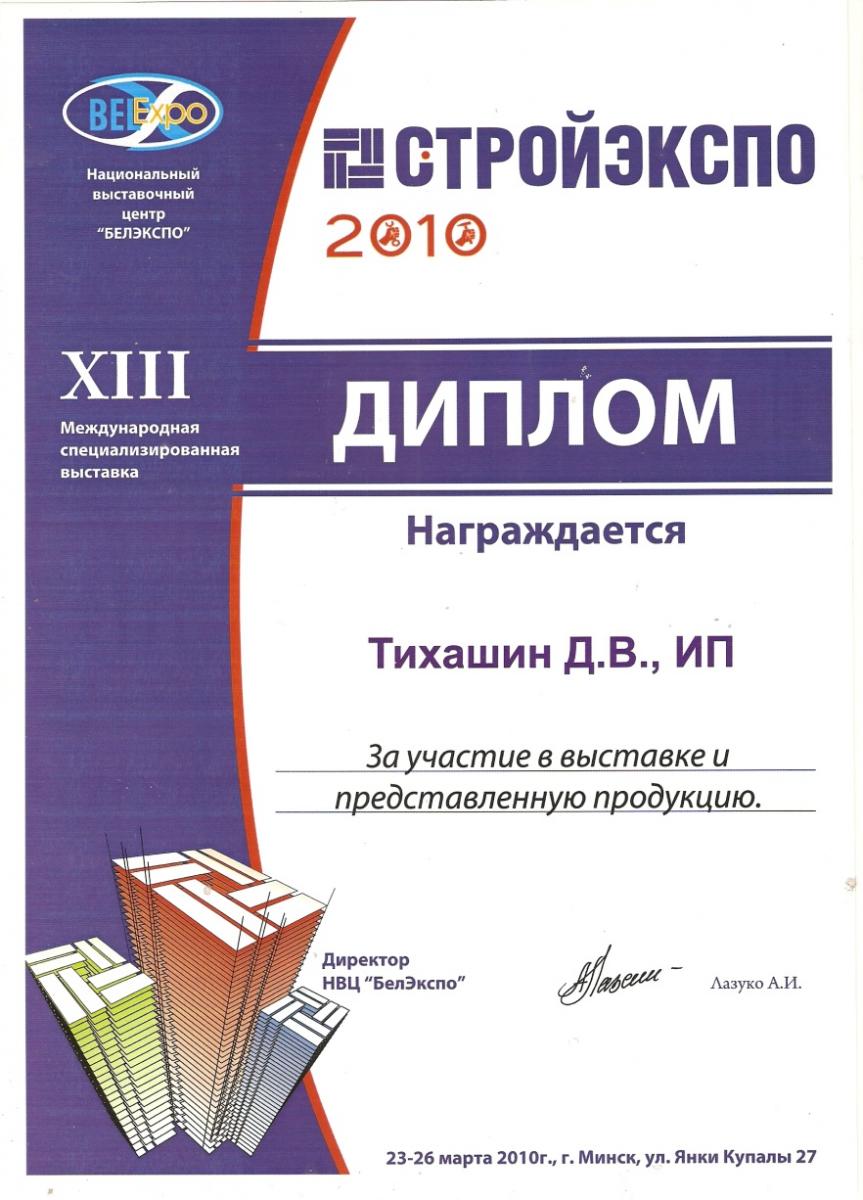 BELExpo
Национальный
выставочный
центр
"БЕЛЭКСПО"
СТРОЙЭКСПО
2010
XIII
Международная
специализированная
выставка
ДИПЛОМ
Награждается
Тихашин Д.В., ИП
За участие в выставке и
представленную продукцию.
Директор
НВЦ "БелЭкспо"
Лазуко А.И.
23-26 марта 2010г., г. Минск, ул. Янки Купалы 27